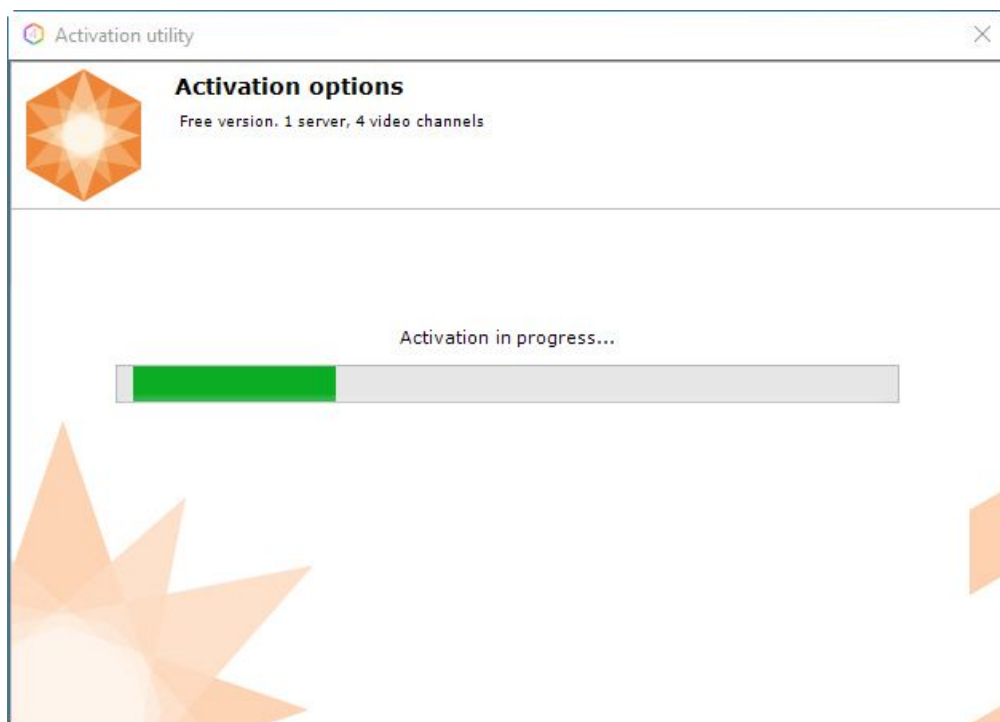 Activation utility
Activation options
Free version. 1 server, 4 video channels
Activation in progress...